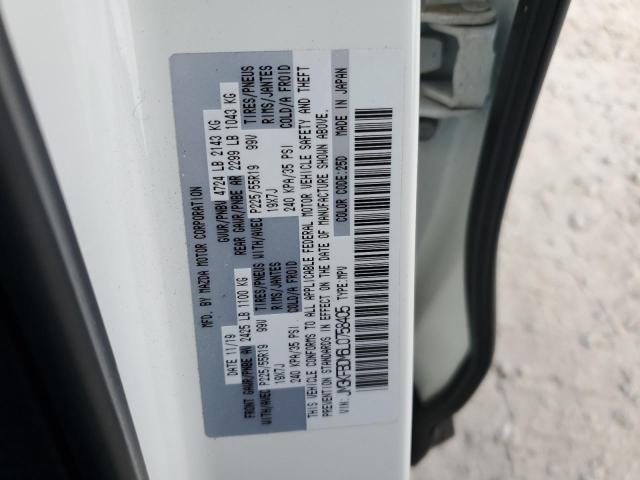 MFD. BY MAZDA MOTOR CORPORATION
DATE 11/19 GVWR/PNBV 4724 LB 2143 KG
FRONT GAWR/PNBE AV 2425 LB 1100 KG REAR GAWR/PNBE AR 2299 LB 1043 KG
WITH/AVEC TIRES/PNEUS RIMS/JANTES COLD/A FROID WITH/AVEC TIRES/PNEUS RIMS/JANTES COLD/A FROID
P225/55R19 99V P225/55R19 99V
19X7J 19X7J
240 KPA/35 PSI 240 KPA/35 PSI
THIS VEHICLE CONFORMS TO ALL APPLICABLE FEDERAL MOTOR VEHICLE SAFETY AND THEFT
PREVENTION STANDARDS IN EFFECT ON THE DATE OF MANUFACTURE SHOWN ABOVE.
VIN: JM3KFBDM6L0758405 TYPE: MPV COLOR CODE: 25D MADE IN JAPAN